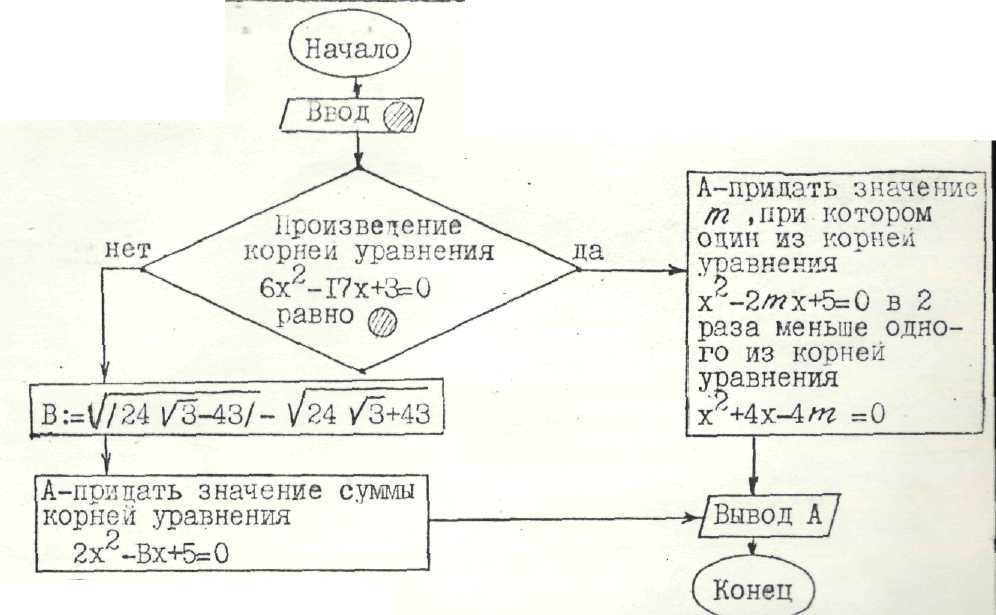 Начало
Ввод
Произведение
корней уравнения
6x²-17x+3=0
равно
нет
да
B:=√/24 √3-43/- √24 √3+43
А-придать значение суммы
корней уравнения
2x²-Bx+5=0
А-придать значение
m ,при котором
один из корней
уравнения
x²-2mx+5=0 в 2
раза меньше одно-
го из корней
уравнения
x²+4x-4m =0
Вывод А
Конец